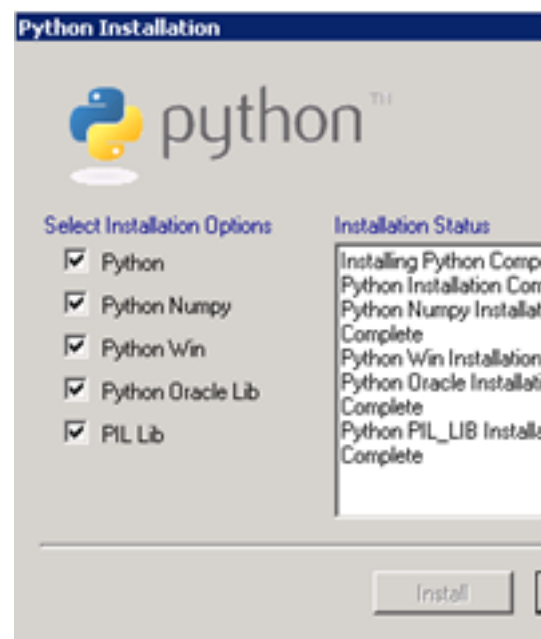 Python Installation
python™
Select Installation Options
Python
Python Numpy
Python Win
Python Oracle Lib
PIL Lib
Installation Status
Installing Python Comp
Python Installation Com
Python Numpy Installat
Complete
Python Win Installation
Python Oracle Installati
Complete
Python PIL_LIB Installa
Complete
Install